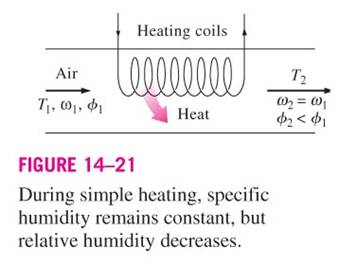 Heating coils
Air
T₂
T₁, ω₁, ϕ₁
ω₂ = ω₁
Heat
ϕ₂ < ϕ₁
FIGURE 14–21
During simple heating, specific
humidity remains constant, but
relative humidity decreases.